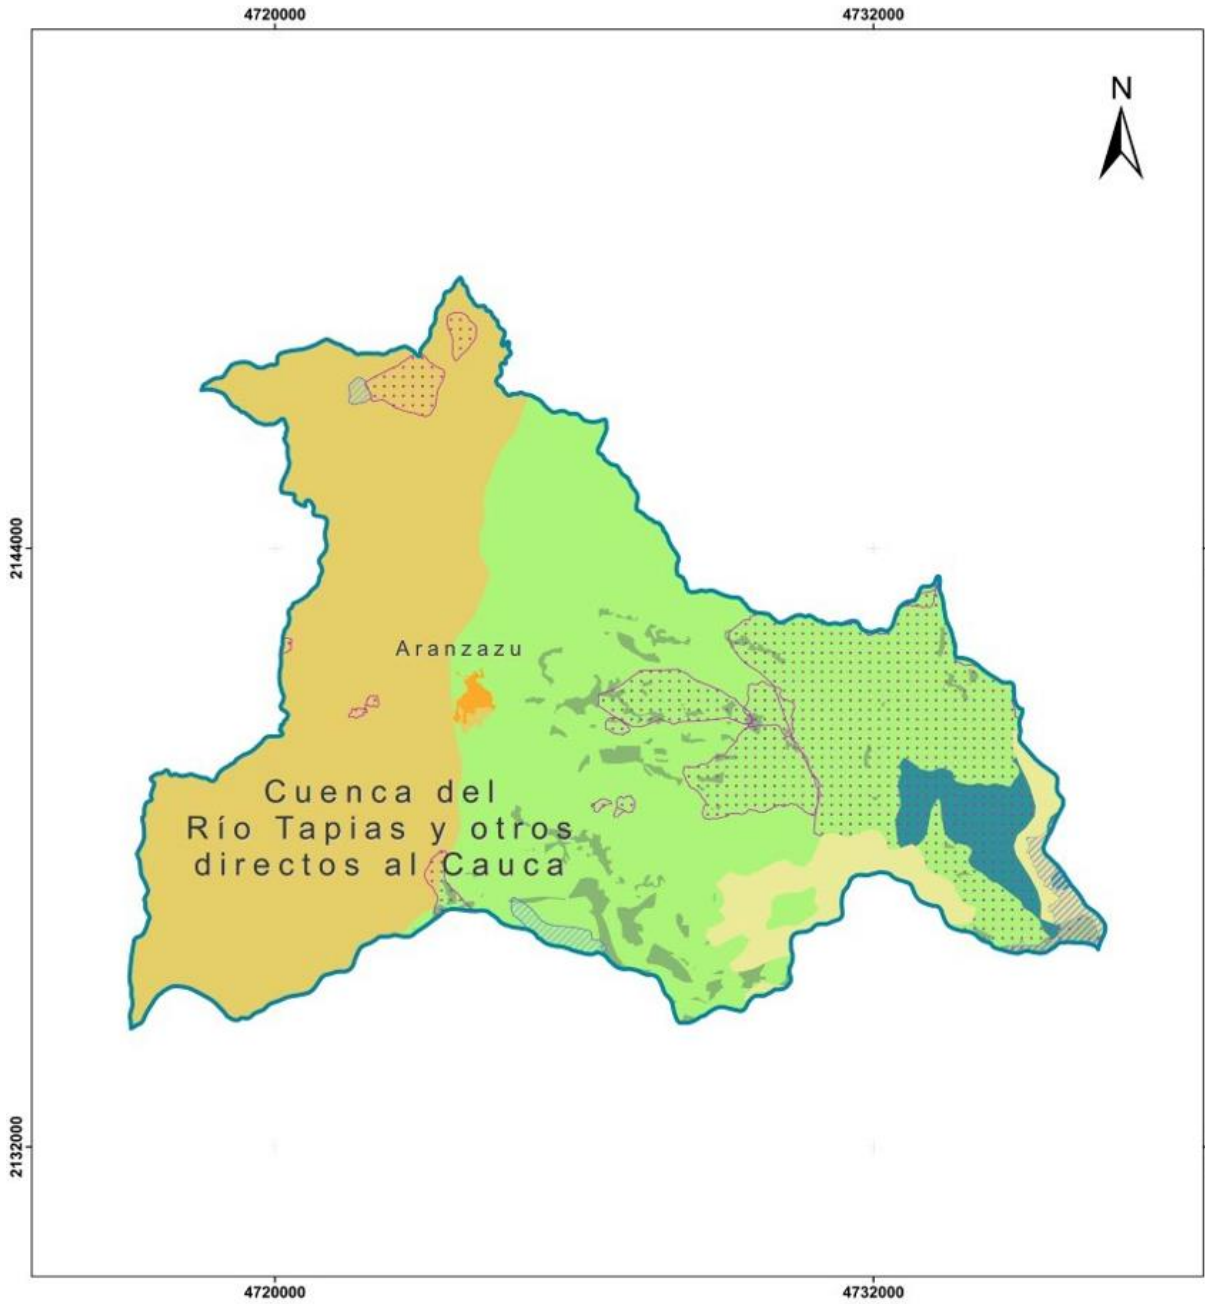 4720000
4732000
N
2144000
Aranzazu
Cuenca del
Río Tapias y otros
directos al Cauca
2132000
4720000
4732000